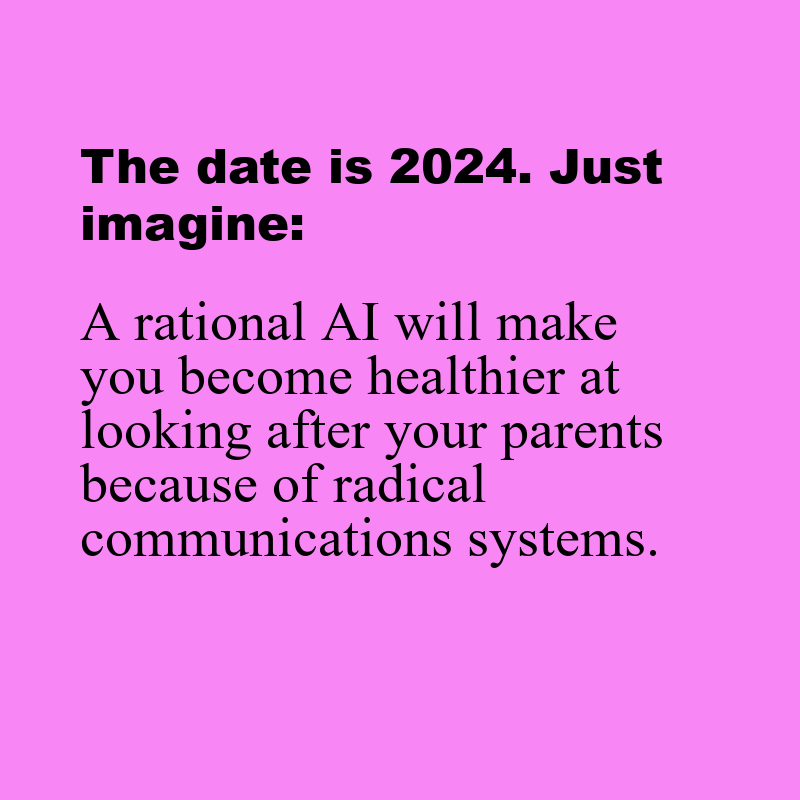 The date is 2024. Just
imagine:
A rational AI will make
you become healthier at
looking after your parents
because of radical
communications systems.